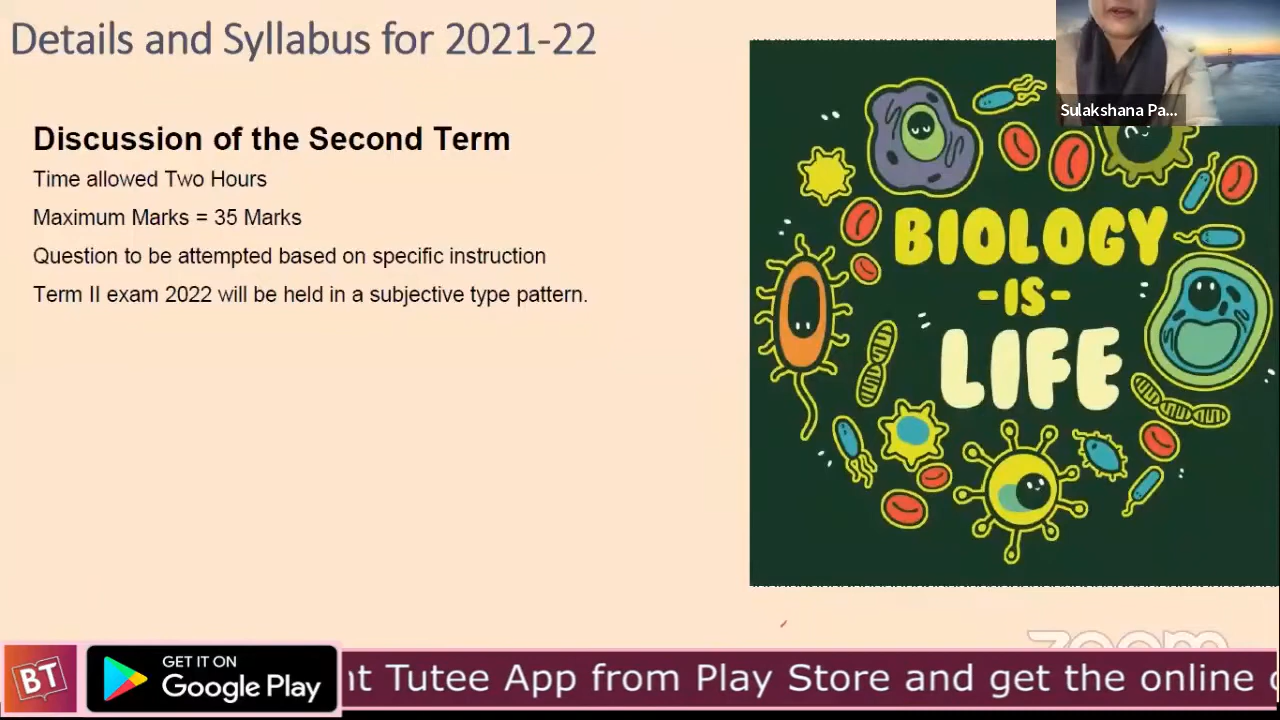 Details and Syllabus for 2021-22
Sulakshana Pa...
Discussion of the Second Term
Time allowed Two Hours
Maximum Marks = 35 Marks
Question to be attempted based on specific instruction
Term II exam 2022 will be held in a subjective type pattern.
BIOLOGY
-IS-
LIFE
zoom
BT
GET IT ON
Google Play
Tutee App from Play Store and get the online